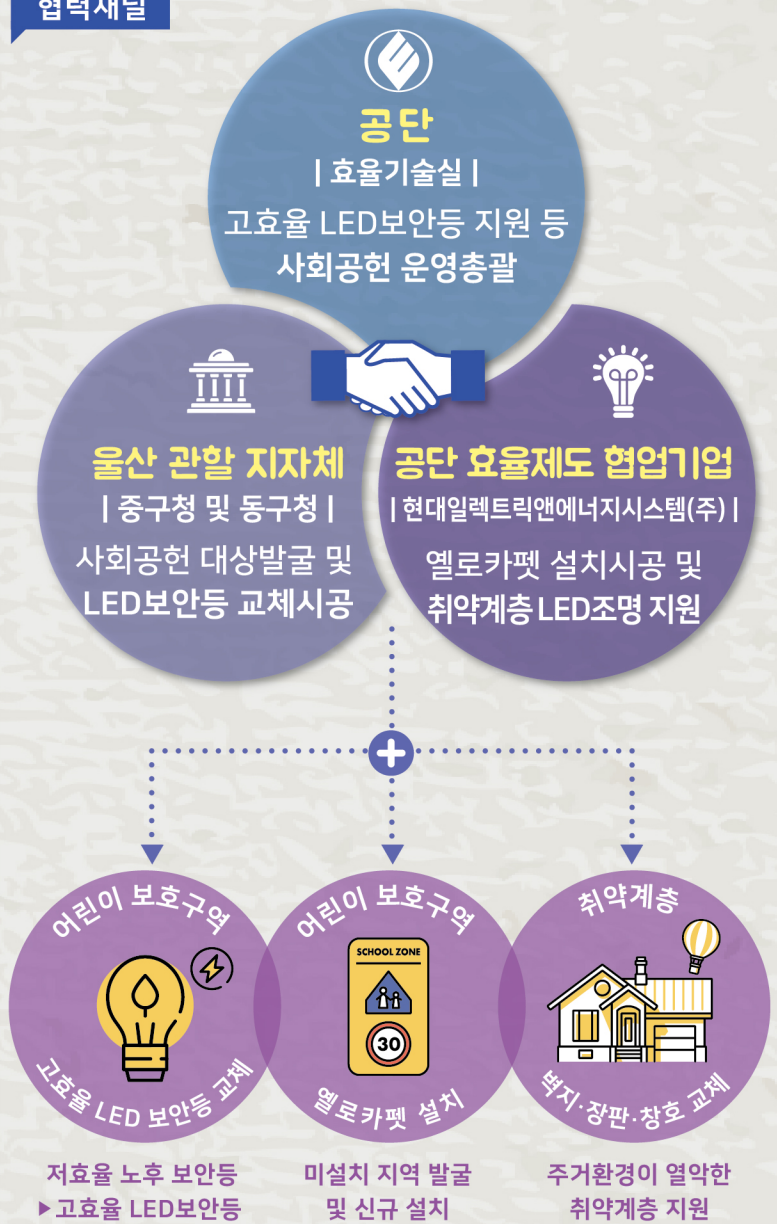 협력채널
공단
| 효율기술실 |
고효율 LED보안등 지원 등
사회공헌 운영총괄
울산 관할 지자체
| 중구청 및 동구청 |
사회공헌 대상발굴 및
LED보안등 교체시공
공단 효율제도 협업기업
| 현대일렉트릭앤에너지시스템(주) |
옐로카펫 설치시공 및
취약계층 LED조명 지원
어린이 보호구역
고효율 LED 보안등 교체
저효율 노후 보안등
▶고효율 LED보안등
어린이 보호구역
SCHOOL ZONE
30
옐로카펫 설치
미설치 지역 발굴
및 신규 설치
취약계층
벽지·장판·창호 교체
주거환경이 열악한
취약계층 지원